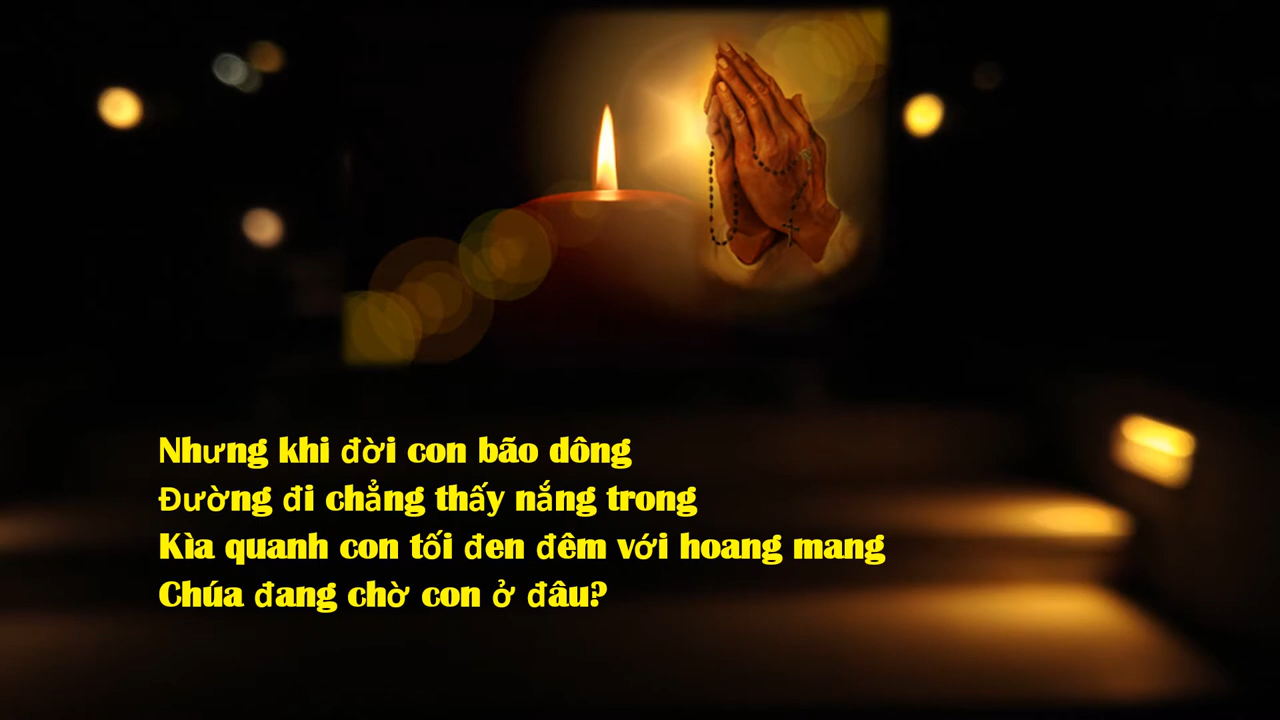 Nhưng khi đời con bão dông
Đường đi chẳng thấy nắng trong
Kìa quanh con tối đen đêm với hoang mang
Chúa đang chờ con ở đâu?